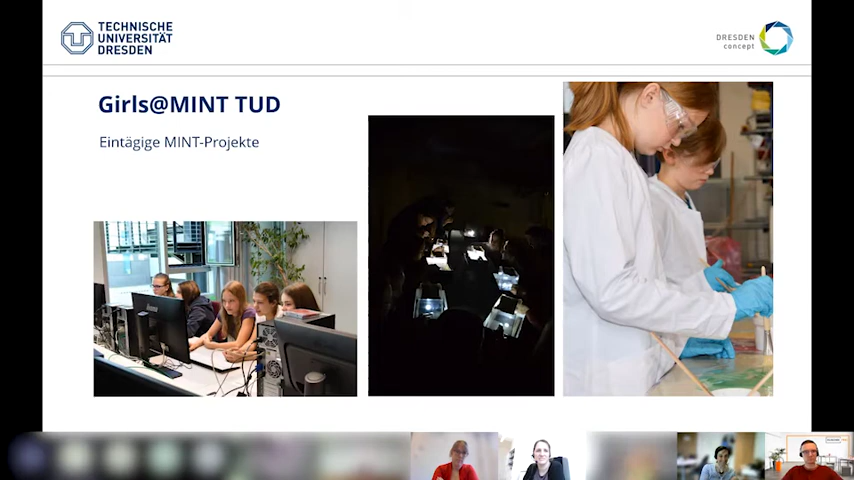 TECHNISCHE
UNIVERSITÄT
DRESDEN
DRESDEN
concept
Girls@MINT TUD
Eintägige MINT-Projekte